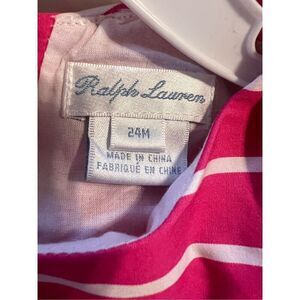 Ralph Lauren
24M
MADE IN CHINA
FABRIQUÉ EN CHINE